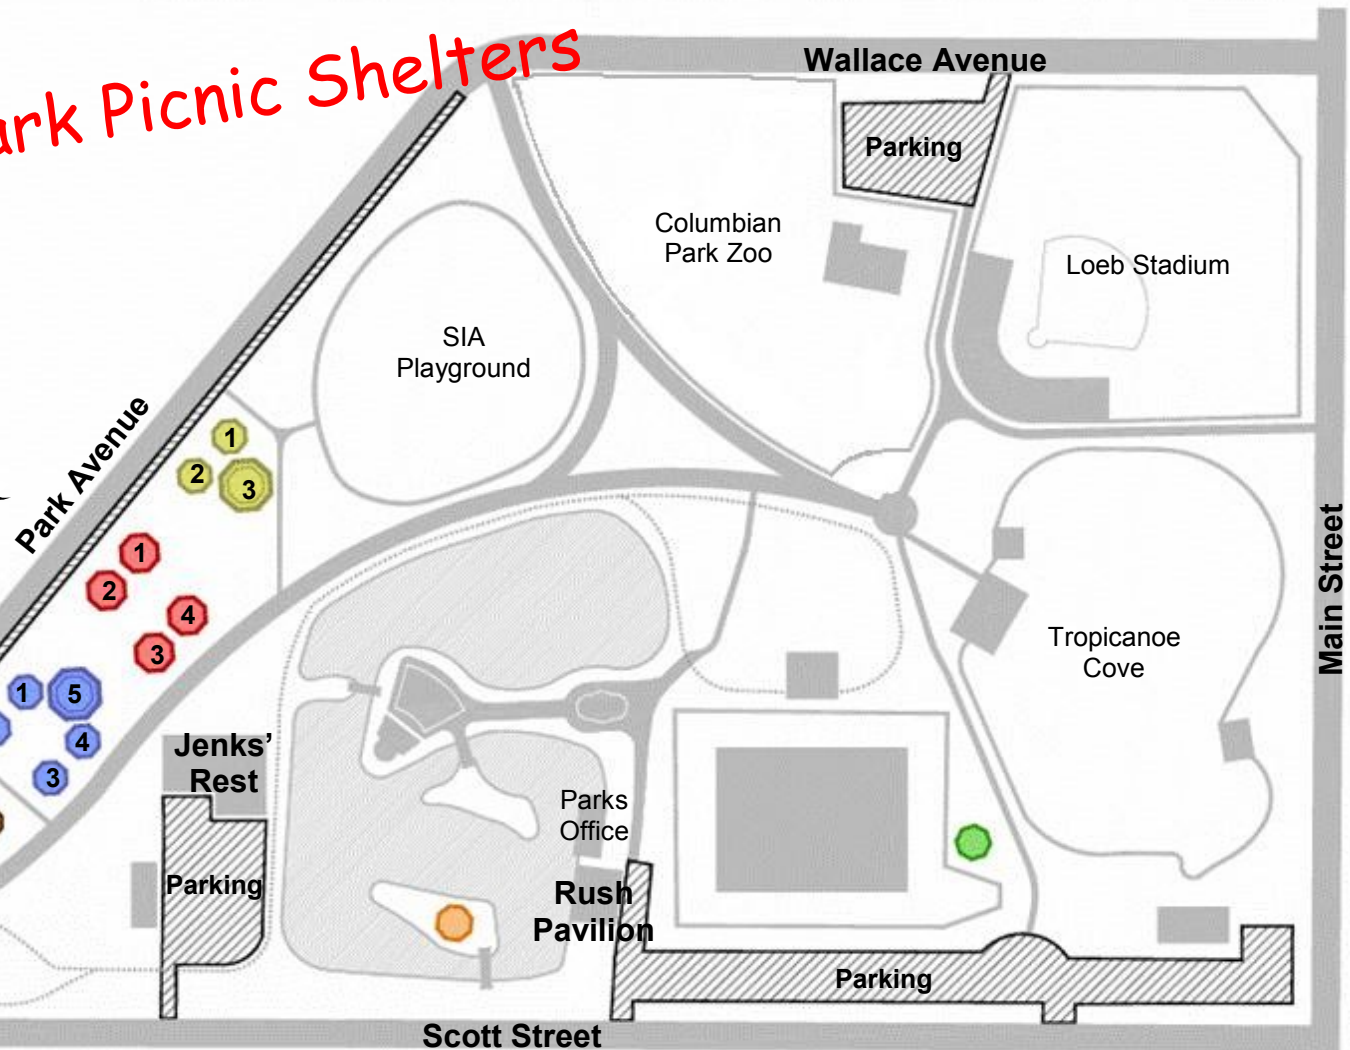 ark Picnic Shelters
Wallace Avenue
Parking
Columbian
Park Zoo
Loeb Stadium
SIA
Playground
Park Avenue
1
2
3
1
2
4
3
1
5
4
3
Main Street
Tropicanoe
Cove
Jenks’
Rest
Parks
Office
Parking
Rush
Pavilion
Parking
Scott Street